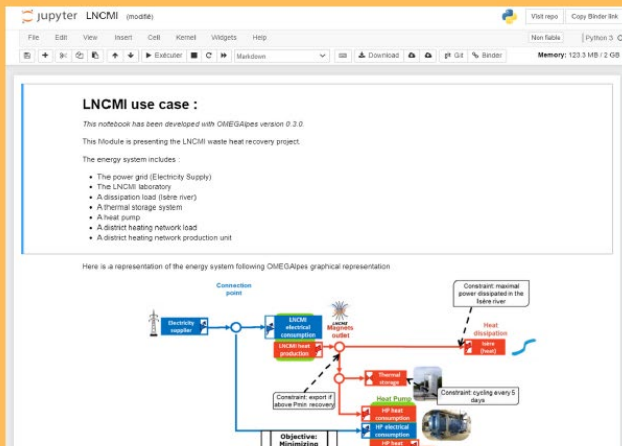 jupyter LNCMI (modifié)
Visit repo Copy Binder link
File Edit View Insert Cell Kernel Widgets Help
Non fiable Python 3
Exécuter Markdown Download Git Binder Memory: 123.3 MB / 2 GB
LNCMI use case :
This notebook has been developed with OMEGAlpes version 0.3.0.
This Module is presenting the LNCMI waste heat recovery project.
The energy system includes :
• The power grid (Electricity Supply)
• The LNCMI laboratory
• A dissipation load (Isère river)
• A thermal storage system
• A heat pump
• A district heating network load
• A district heating network production unit
Here is a representation of the energy system following OMEGAlpes graphical representation
Connection
point
Constraint: maximal
power dissipated in the
Isère river
Electricity
supplier
LNCMI
electrical
consumption
LNCMI
Magnets
outlet
LNCMI heat
production
Heat
dissipation
Isère
(heat)
Thermal
storage
Constraint: export if
above Pmin recovery
Constraint: cycling every 5
days
Heat Pump
HP heat
consumption
HP electrical
consumption
HP heat
Objective:
Minimizing